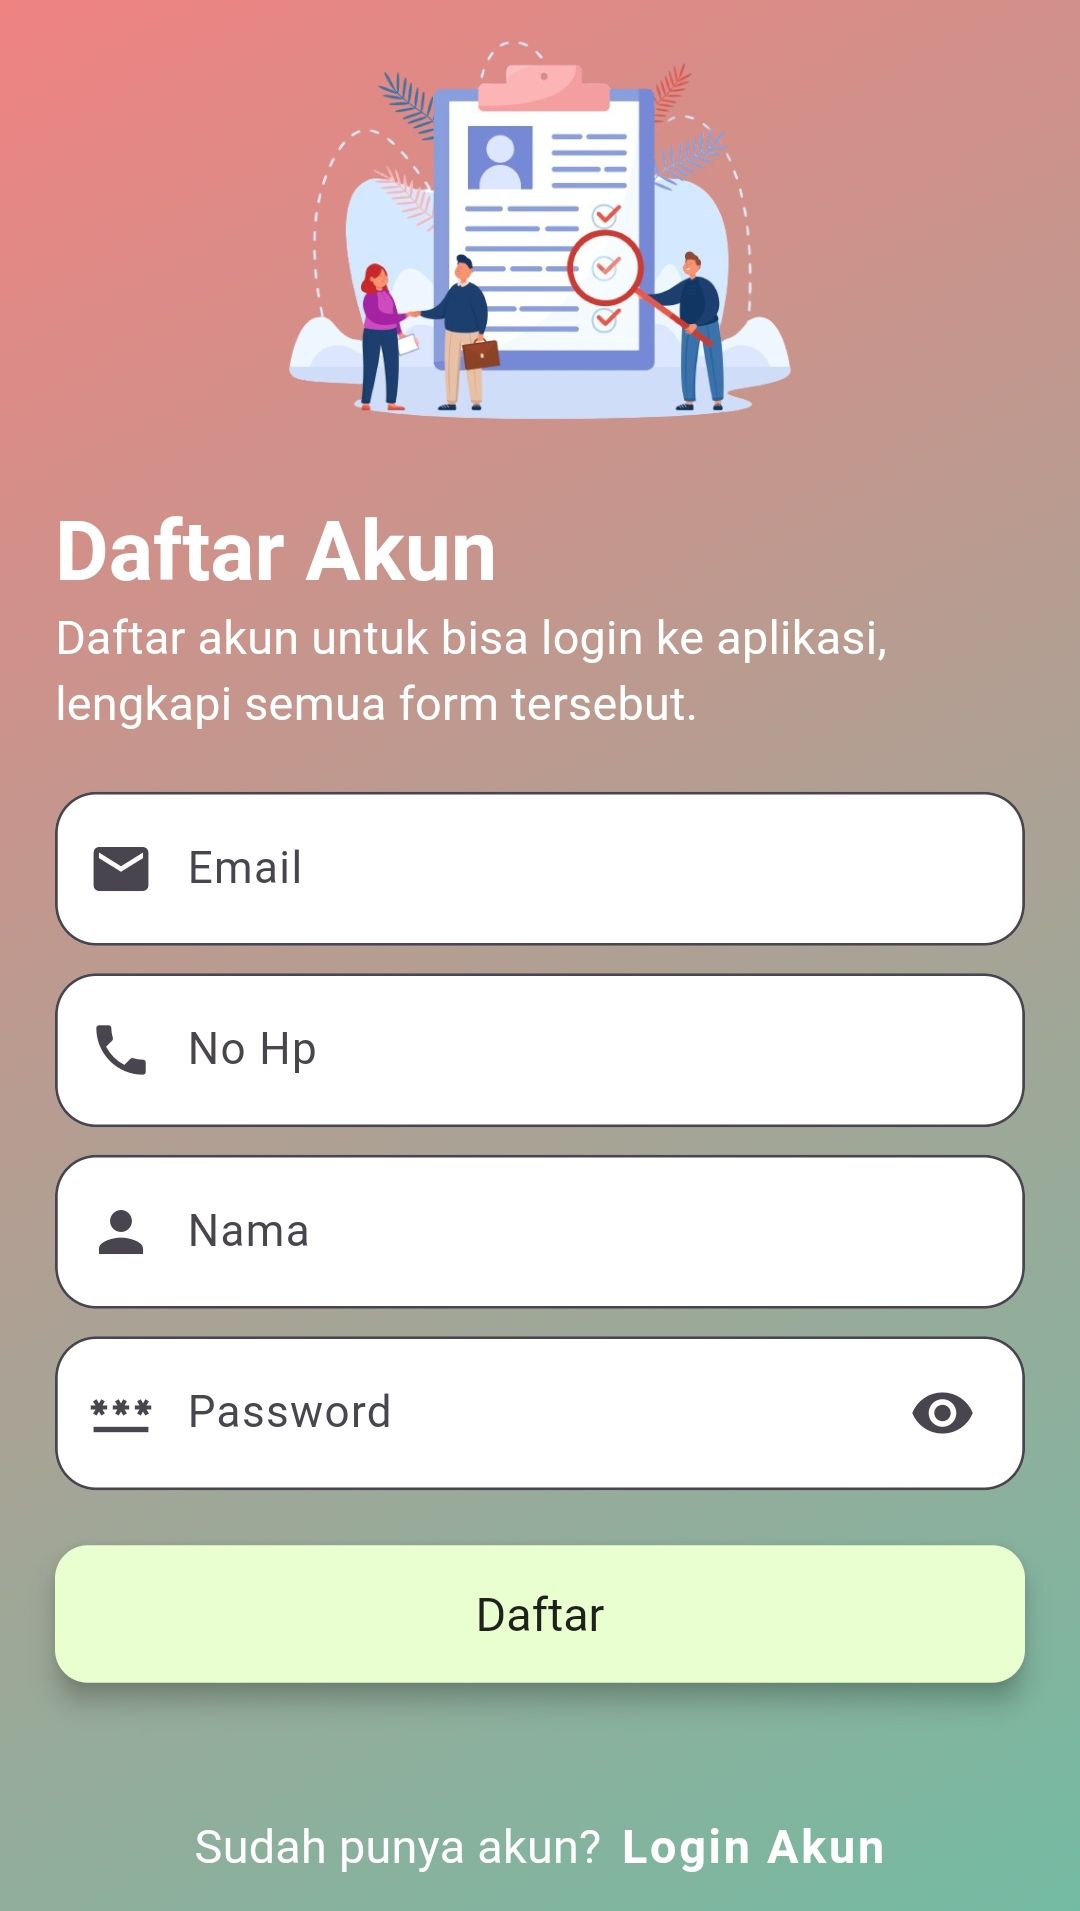 Daftar Akun
Daftar akun untuk bisa login ke aplikasi,
lengkapi semua form tersebut.
Email
No Hp
Nama
Password
Daftar
Sudah punya akun? Login Akun